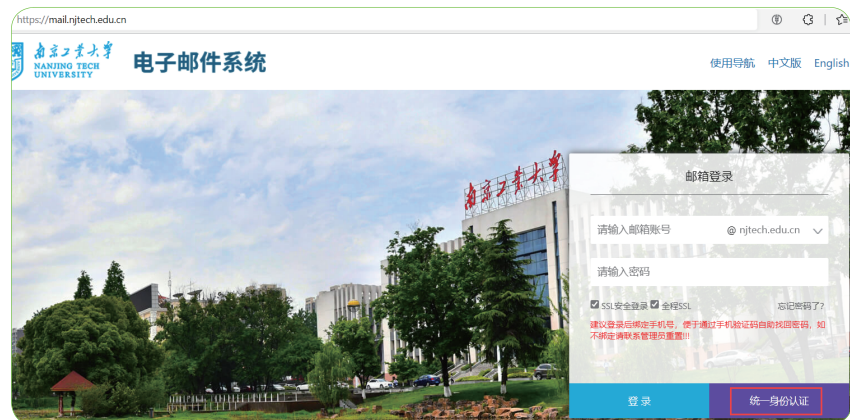 https://mail.njtech.edu.cn
南京工业大学
NANJING TECH
UNIVERSITY
电子邮件系统
使用导航 中文版 English
南京工业大学
邮箱登录
请输入邮箱账号 @ njtech.edu.cn
请输入密码
SSL安全登录 全程SSL 忘记密码了?
建议登录后绑定手机号，便于通过手机验证码自助找回密码，如
不绑定请联系管理员重置!!!
登 录 统一身份认证